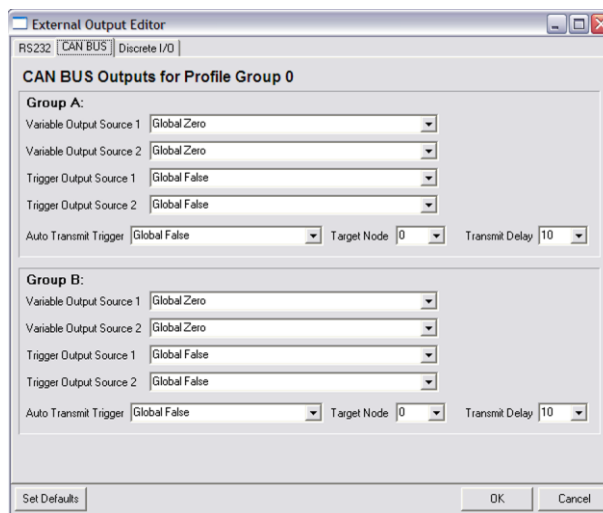 External Output Editor
RS232 CAN BUS Discrete I/O
CAN BUS Outputs for Profile Group 0
Group A:
Variable Output Source 1 Global Zero
Variable Output Source 2 Global Zero
Trigger Output Source 1 Global False
Trigger Output Source 2 Global False
Auto Transmit Trigger Global False Target Node 0 Transmit Delay 10
Group B:
Variable Output Source 1 Global Zero
Variable Output Source 2 Global Zero
Trigger Output Source 1 Global False
Trigger Output Source 2 Global False
Auto Transmit Trigger Global False Target Node 0 Transmit Delay 10
Set Defaults OK Cancel